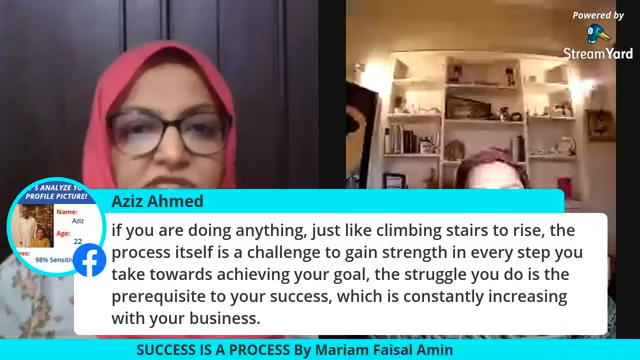 Powered by
StreamYard
Aziz Ahmed
PROFILE PICTURE!
Name:
Aziz
Age:
22
98%
if you are doing anything, just like climbing stairs to rise, the
process itself is a challenge to gain strength in every step you
take towards achieving your goal, the struggle you do is the
prerequisite to your success, which is constantly increasing
with your business.
SUCCESS IS A PROCESS By Mariam Faisal Amin